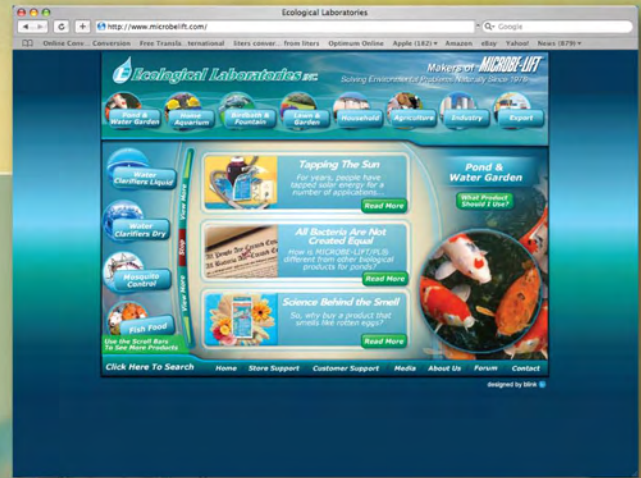 Ecological Laboratories
http://www.microbelift.com/
Google
Online Cons... Conversion Free Transla...ternational liters conver... from liters Optimum Online Apple (182) Amazon eBay Yahoo! News (879)
Ecological Laboratories INC.
Makers of MICROBE-LIFT
Solving Environmental Problems Naturally Since 1976
Pond &
Water Garden
Home
Aquarium
Birdbath &
Fountain
Lawn &
Garden
Household
Agriculture
Industry
Export
Water
Clarifiers Liquid
Water
Clarifiers Dry
Mosquito
Control
Fish Food
Use the Scroll Bars
To See More Products
View More
Stop
View More
Tapping The Sun
For years, people have
tapped solar energy for a
number of applications...
Read More
All People Are Created Equal
All Bacteria Are Not
Created Equal
How is MICROBE-LIFT/PL
different from other biological
products for ponds?
Read More
Science Behind the Smell
So, why buy a product that
smells like rotten eggs?
Read More
Pond &
Water Garden
What Product
Should I Use?
Click Here To Search
Home Store Support Customer Support Media About Us Forum Contact
designed by blink